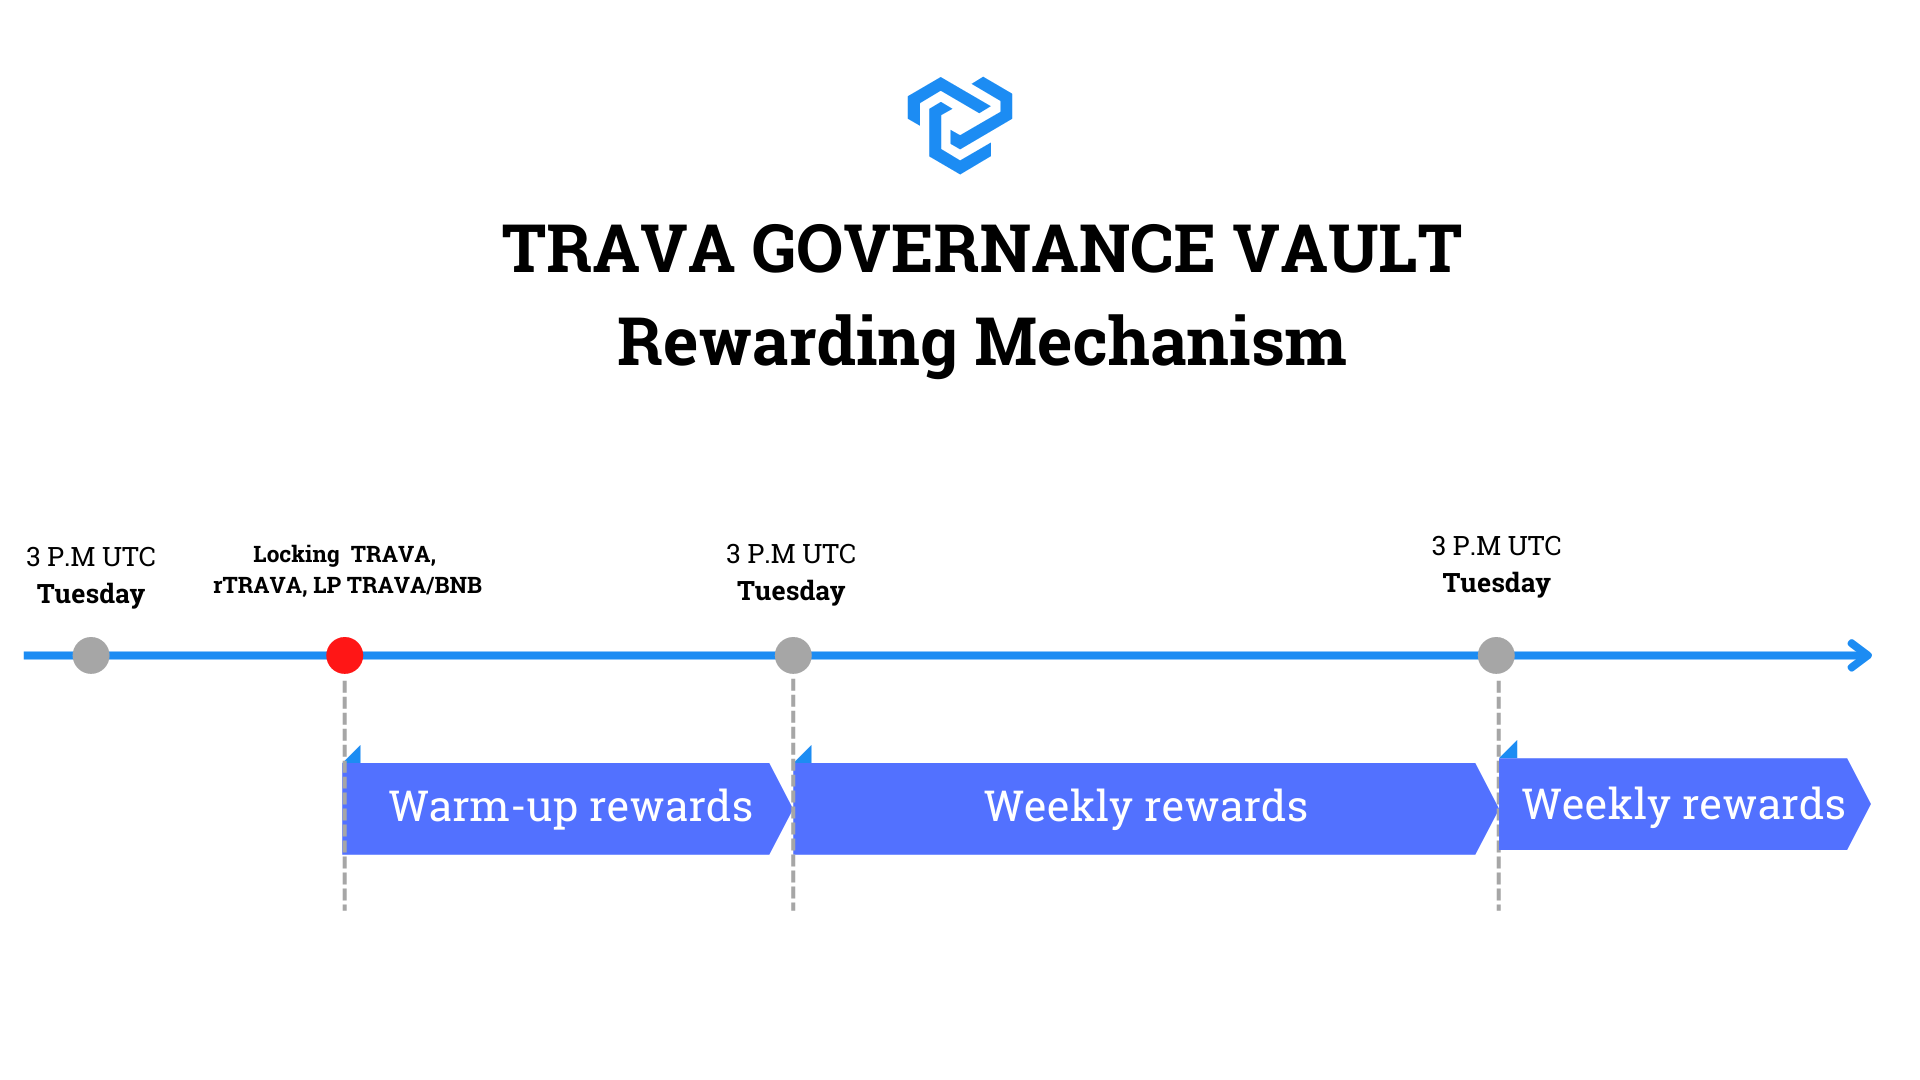 TRAVA GOVERNANCE VAULT
Rewarding Mechanism
3 P.M UTC
Tuesday
Locking TRAVA,
rTRAVA, LP TRAVA/BNB
3 P.M UTC
Tuesday
3 P.M UTC
Tuesday
Warm-up rewards
Weekly rewards
Weekly rewards